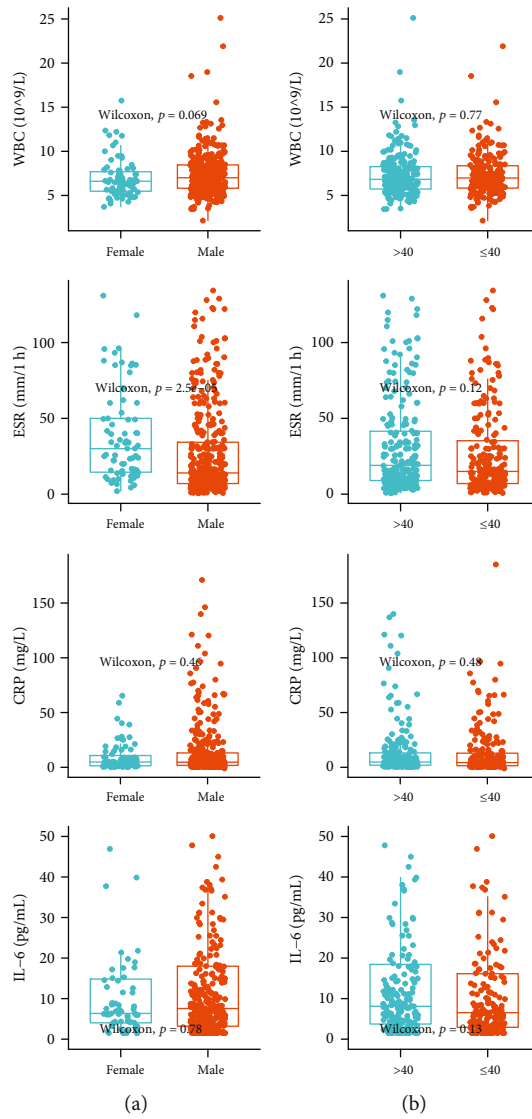 25
20
15
10
5
WBC (10^9/L)
Wilcoxon, p = 0.069
Female
Male
25
20
15
10
5
WBC (10^9/L)
Wilcoxon, p = 0.77
>40
≤40
100
50
0
ESR (mm/1 h)
Wilcoxon, p = 2.5e−05
Female
Male
100
50
0
ESR (mm/1 h)
Wilcoxon, p = 0.12
>40
≤40
150
100
50
0
CRP (mg/L)
Wilcoxon, p = 0.46
Female
Male
150
100
50
0
CRP (mg/L)
Wilcoxon, p = 0.48
>40
≤40
50
40
30
20
10
0
IL−6 (pg/mL)
Wilcoxon, p = 0.78
Female
Male
50
40
30
20
10
0
IL−6 (pg/mL)
Wilcoxon, p = 0.13
>40
≤40
(a)
(b)